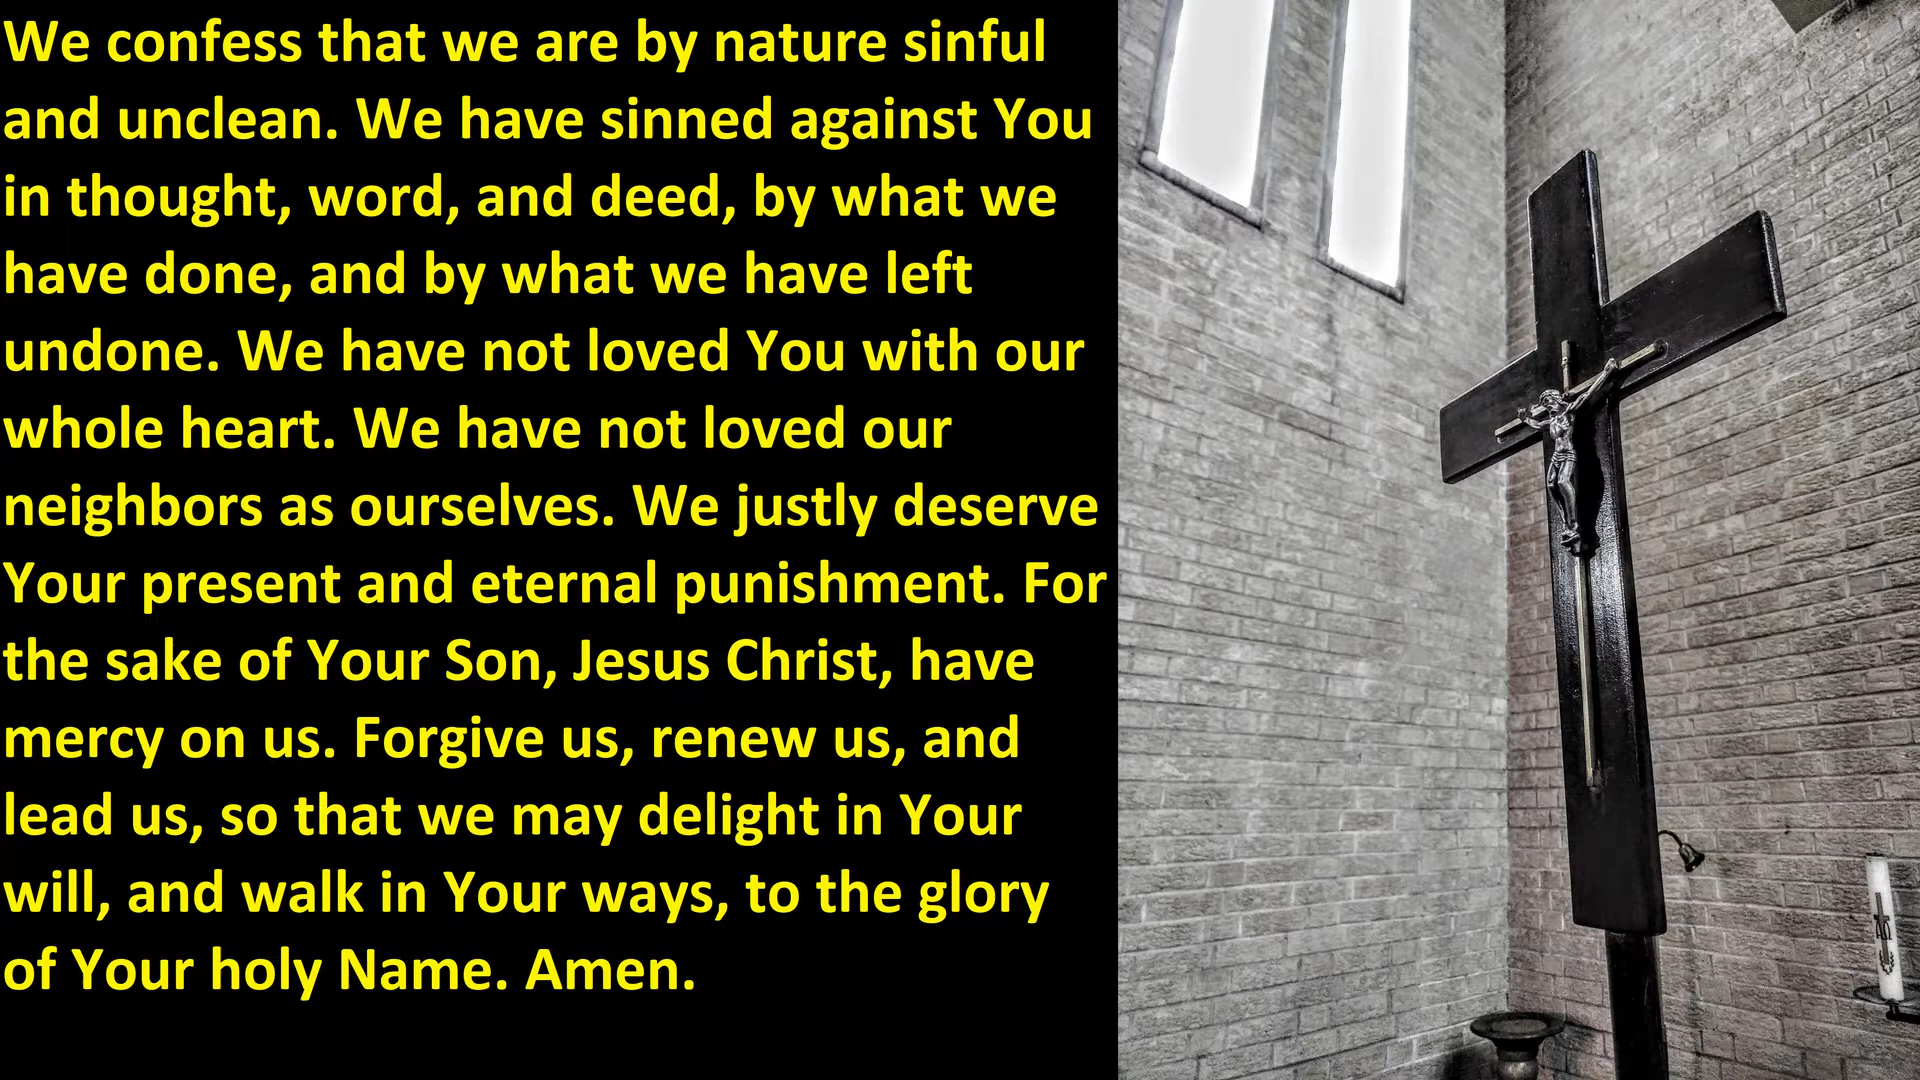 We confess that we are by nature sinful
and unclean. We have sinned against You
in thought, word, and deed, by what we
have done, and by what we have left
undone. We have not loved You with our
whole heart. We have not loved our
neighbors as ourselves. We justly deserve
Your present and eternal punishment. For
the sake of Your Son, Jesus Christ, have
mercy on us. Forgive us, renew us, and
lead us, so that we may delight in Your
will, and walk in Your ways, to the glory
of Your holy Name. Amen.